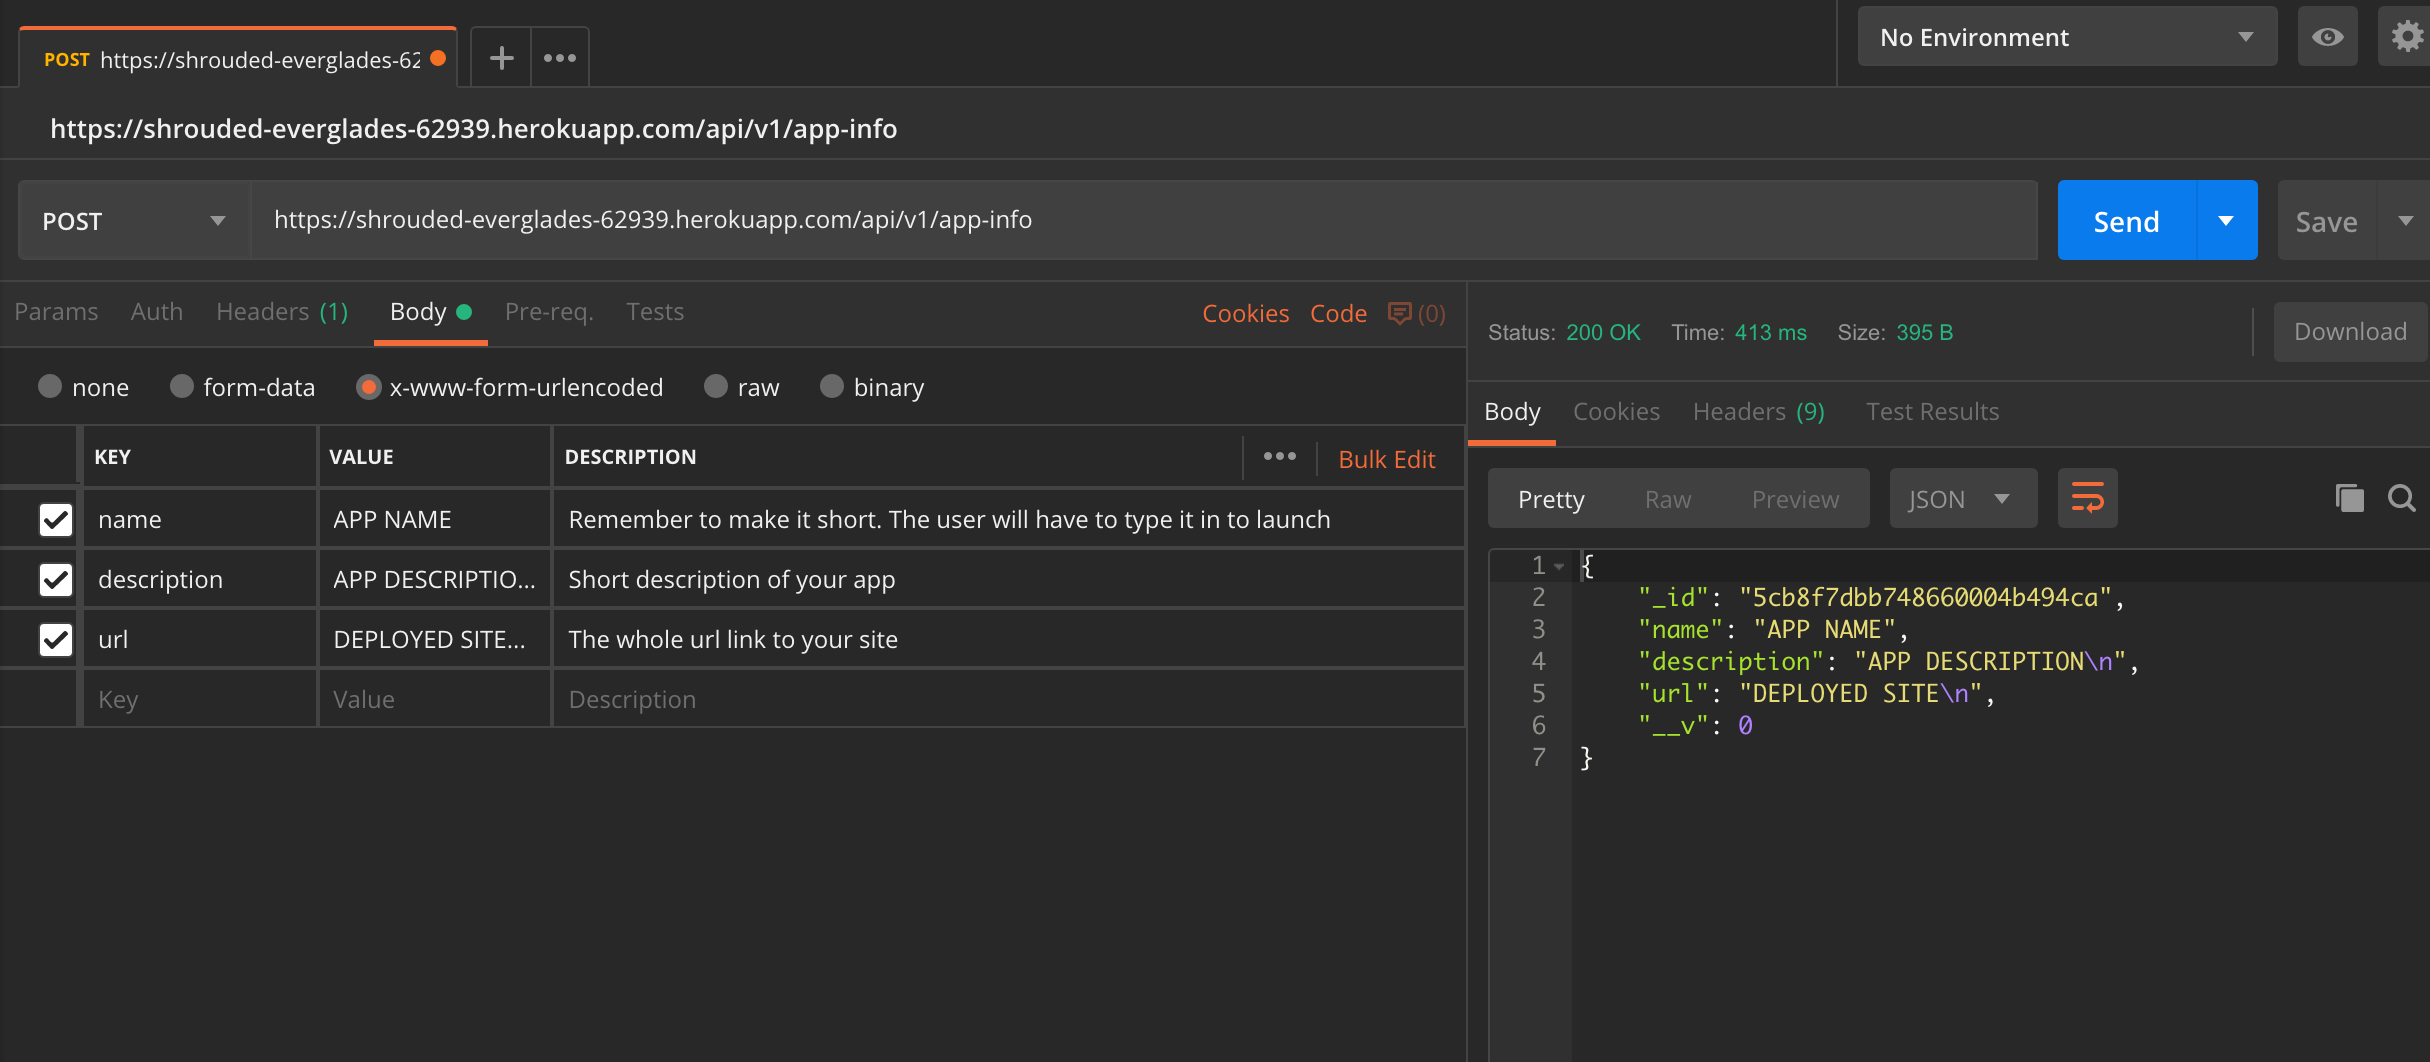 POST https://shrouded-everglades-62
No Environment
https://shrouded-everglades-62939.herokuapp.com/api/v1/app-info
POST https://shrouded-everglades-62939.herokuapp.com/api/v1/app-info Send Save
Params Auth Headers (1) Body Pre-req. Tests Cookies Code (0)
none form-data x-www-form-urlencoded raw binary
KEY VALUE DESCRIPTION ••• Bulk Edit
name APP NAME Remember to make it short. The user will have to type it in to launch
description APP DESCRIPTIO... Short description of your app
url DEPLOYED SITE... The whole url link to your site
Key Value Description
Status: 200 OK Time: 413 ms Size: 395 B Download
Body Cookies Headers (9) Test Results
Pretty Raw Preview JSON
1 {
2 "_id": "5cb8f7dbb748660004b494ca",
3 "name": "APP NAME",
4 "description": "APP DESCRIPTION\n",
5 "url": "DEPLOYED SITE\n",
6 "__v": 0
7 }